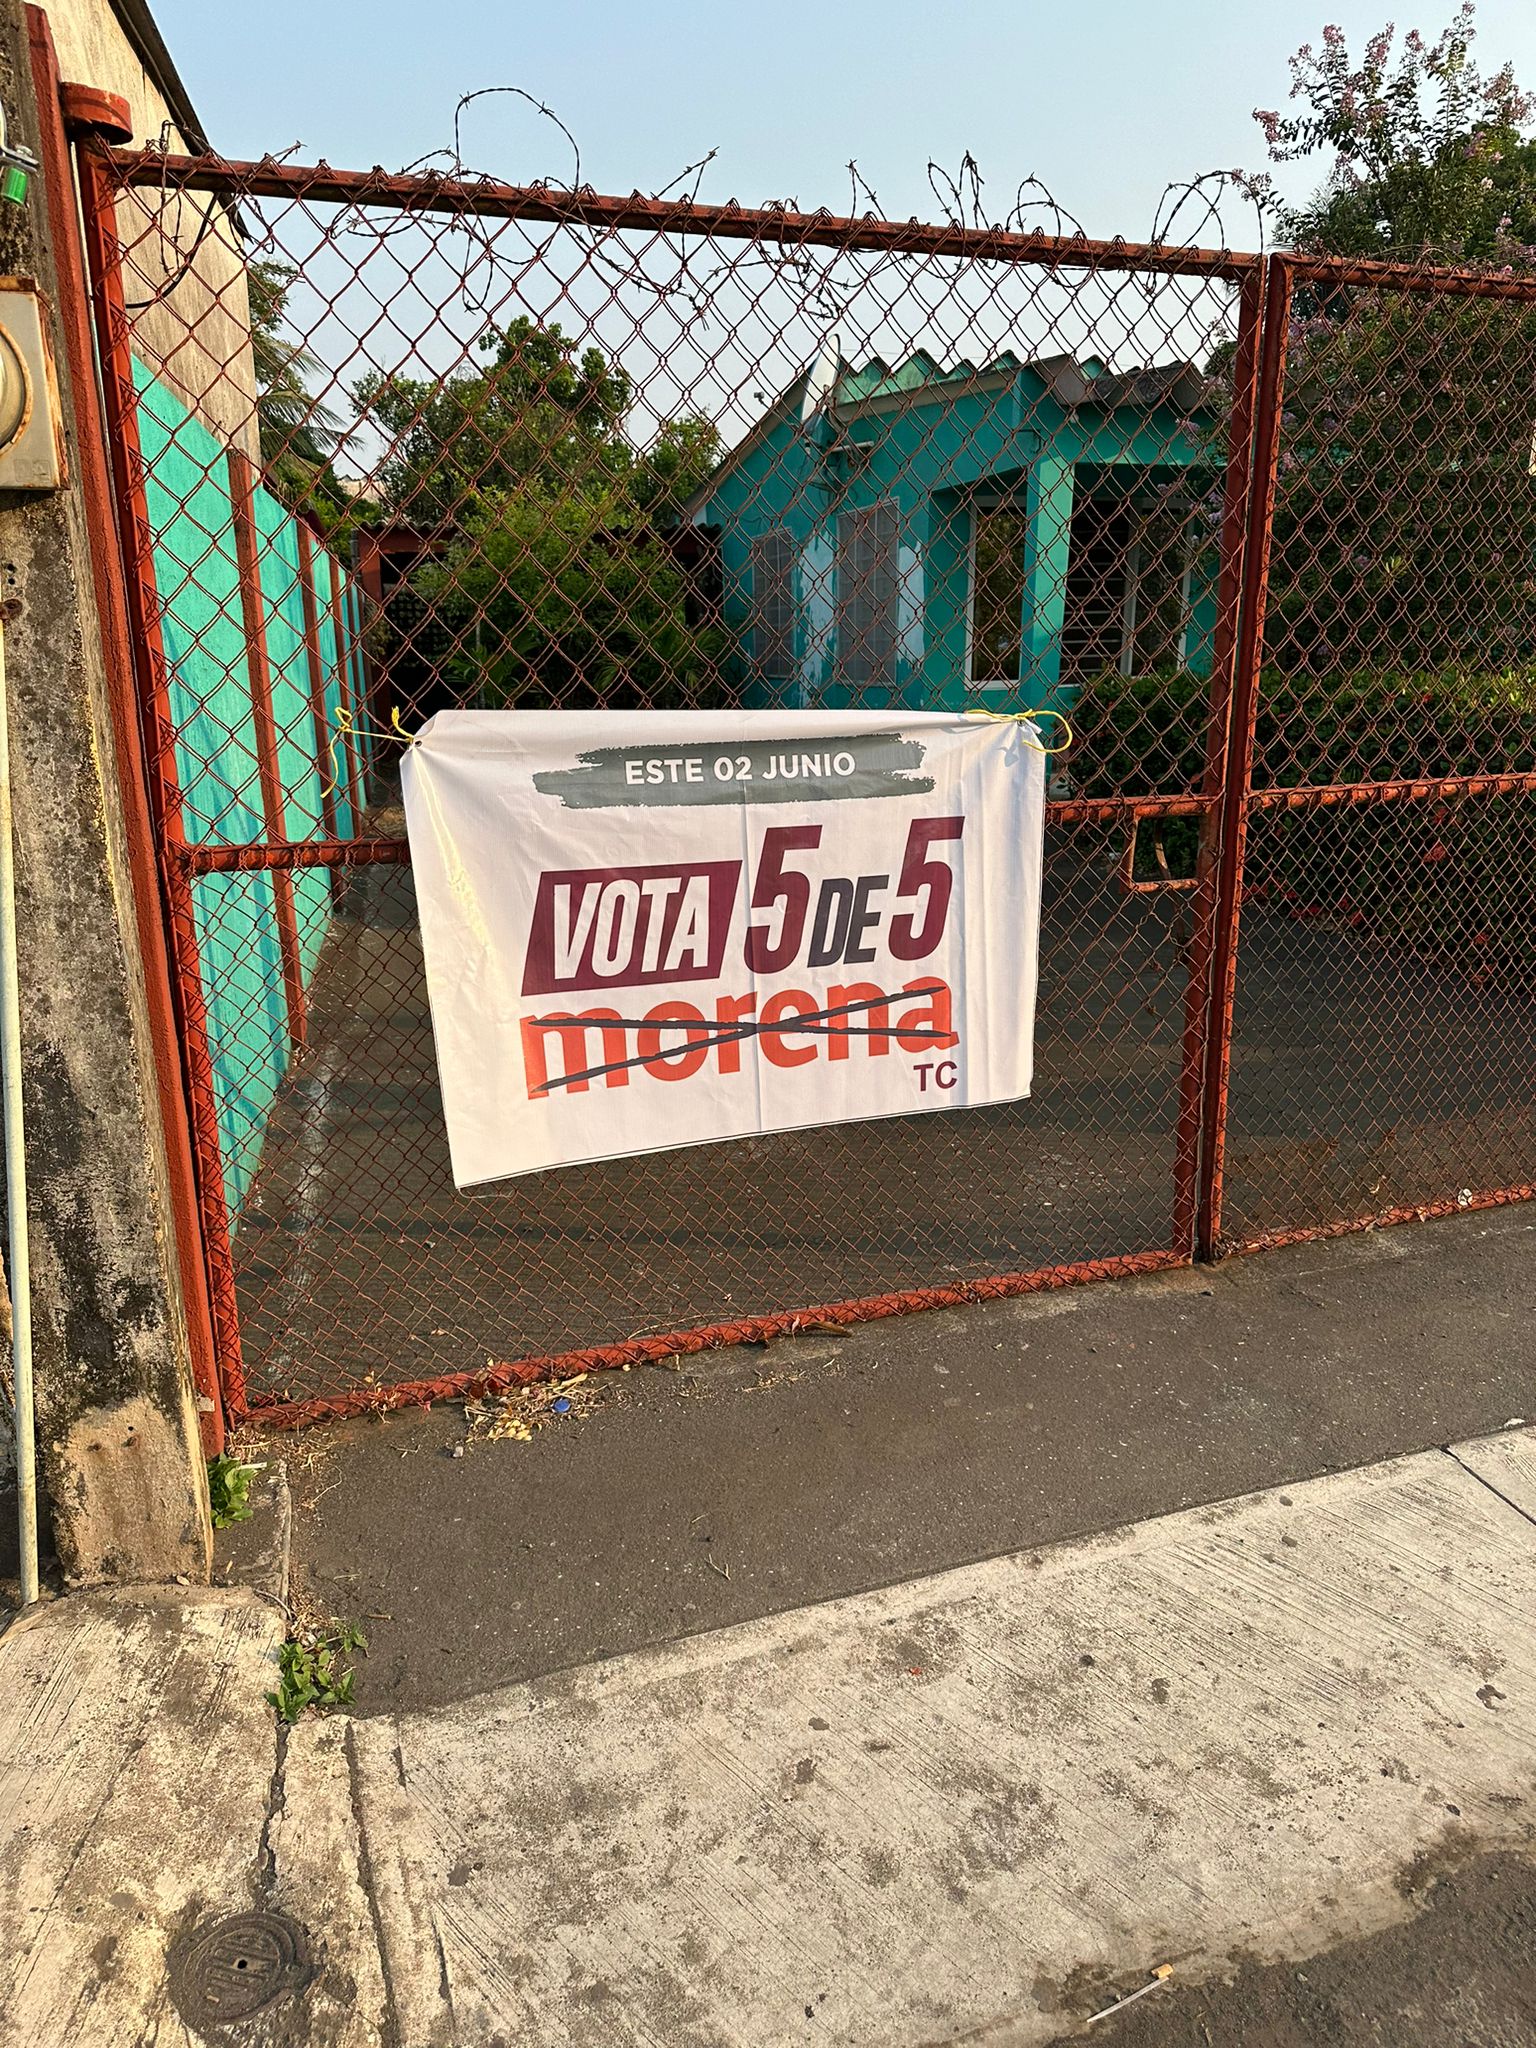 ESTE 02 JUNIO
VOTA 5 DE 5
morena
TC